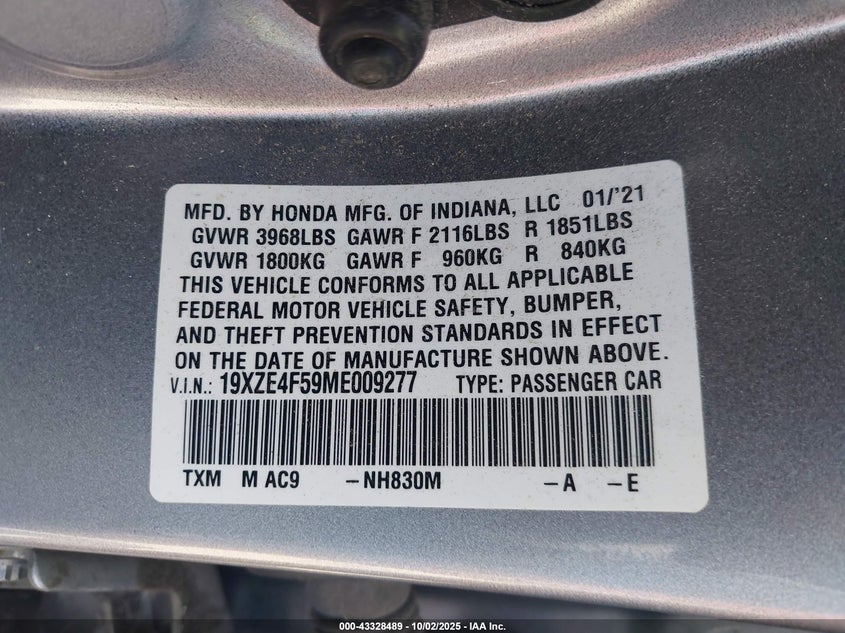 MFD. BY HONDA MFG. OF INDIANA, LLC 01/'21
GVWR 3968LBS GAWR F 2116LBS R 1851LBS
GVWR 1800KG GAWR F 960KG R 840KG
THIS VEHICLE CONFORMS TO ALL APPLICABLE
FEDERAL MOTOR VEHICLE SAFETY, BUMPER,
AND THEFT PREVENTION STANDARDS IN EFFECT
ON THE DATE OF MANUFACTURE SHOWN ABOVE.
V.I.N.: 19XZE4F59ME009277 TYPE: PASSENGER CAR
TXM M AC9 -NH830M -A -E
000-43328489 - 10/02/2025 - IAA Inc.